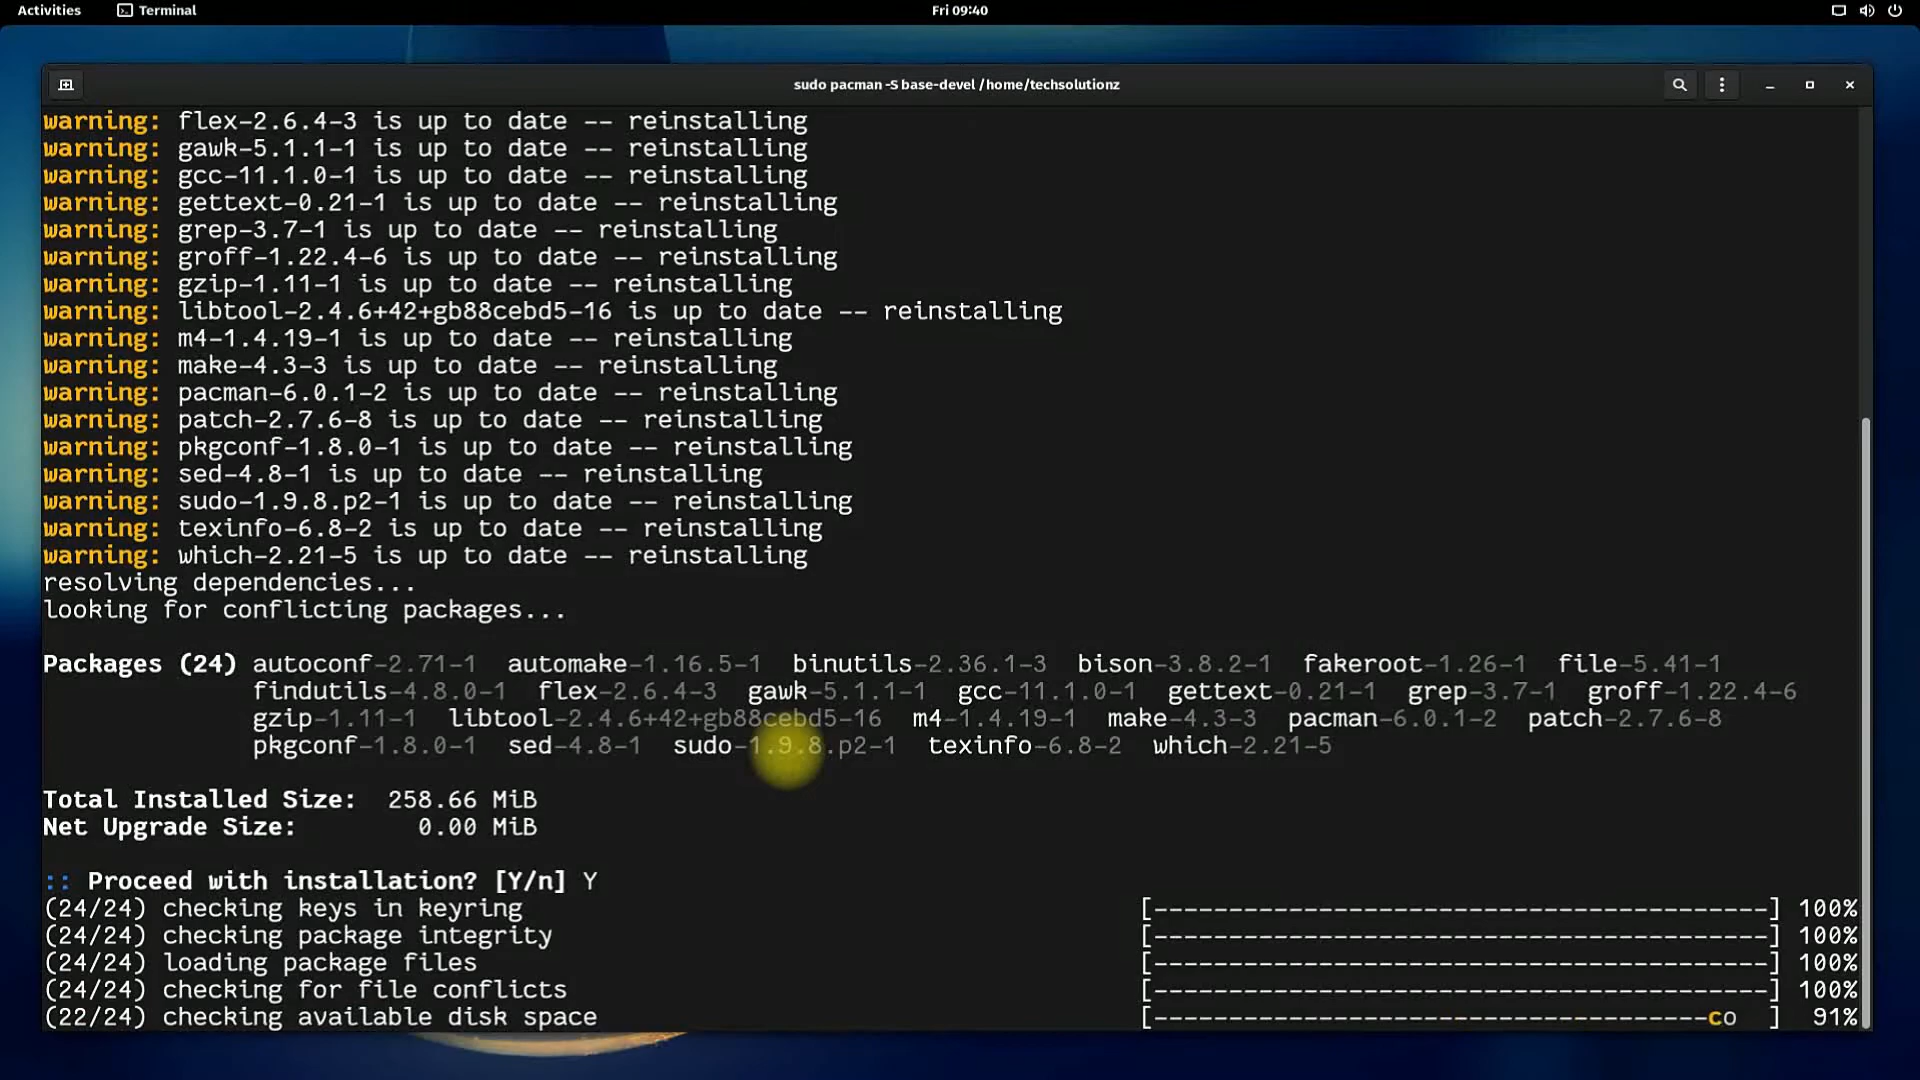 Activities Terminal Fri 09:40
sudo pacman -S base-devel /home/techsolutionz
warning: flex-2.6.4-3 is up to date -- reinstalling
warning: gawk-5.1.1-1 is up to date -- reinstalling
warning: gcc-11.1.0-1 is up to date -- reinstalling
warning: gettext-0.21-1 is up to date -- reinstalling
warning: grep-3.7-1 is up to date -- reinstalling
warning: groff-1.22.4-6 is up to date -- reinstalling
warning: gzip-1.11-1 is up to date -- reinstalling
warning: libtool-2.4.6+42+gb88cebd5-16 is up to date -- reinstalling
warning: m4-1.4.19-1 is up to date -- reinstalling
warning: make-4.3-3 is up to date -- reinstalling
warning: pacman-6.0.1-2 is up to date -- reinstalling
warning: patch-2.7.6-8 is up to date -- reinstalling
warning: pkgconf-1.8.0-1 is up to date -- reinstalling
warning: sed-4.8-1 is up to date -- reinstalling
warning: sudo-1.9.8.p2-1 is up to date -- reinstalling
warning: texinfo-6.8-2 is up to date -- reinstalling
warning: which-2.21-5 is up to date -- reinstalling
resolving dependencies...
looking for conflicting packages...
Packages (24) autoconf-2.71-1 automake-1.16.5-1 binutils-2.36.1-3 bison-3.8.2-1 fakeroot-1.26-1 file-5.41-1
findutils-4.8.0-1 flex-2.6.4-3 gawk-5.1.1-1 gcc-11.1.0-1 gettext-0.21-1 grep-3.7-1 groff-1.22.4-6
gzip-1.11-1 libtool-2.4.6+42+gb88cebd5-16 m4-1.4.19-1 make-4.3-3 pacman-6.0.1-2 patch-2.7.6-8
pkgconf-1.8.0-1 sed-4.8-1 sudo-1.9.8.p2-1 texinfo-6.8-2 which-2.21-5
Total Installed Size: 258.66 MiB
Net Upgrade Size: 0.00 MiB
:: Proceed with installation? [Y/n] Y
(24/24) checking keys in keyring [-----------------------------------------] 100%
(24/24) checking package integrity [-----------------------------------------] 100%
(24/24) loading package files [-----------------------------------------] 100%
(24/24) checking for file conflicts [-----------------------------------------] 100%
(22/24) checking available disk space [-------------------------------------co  ] 91%